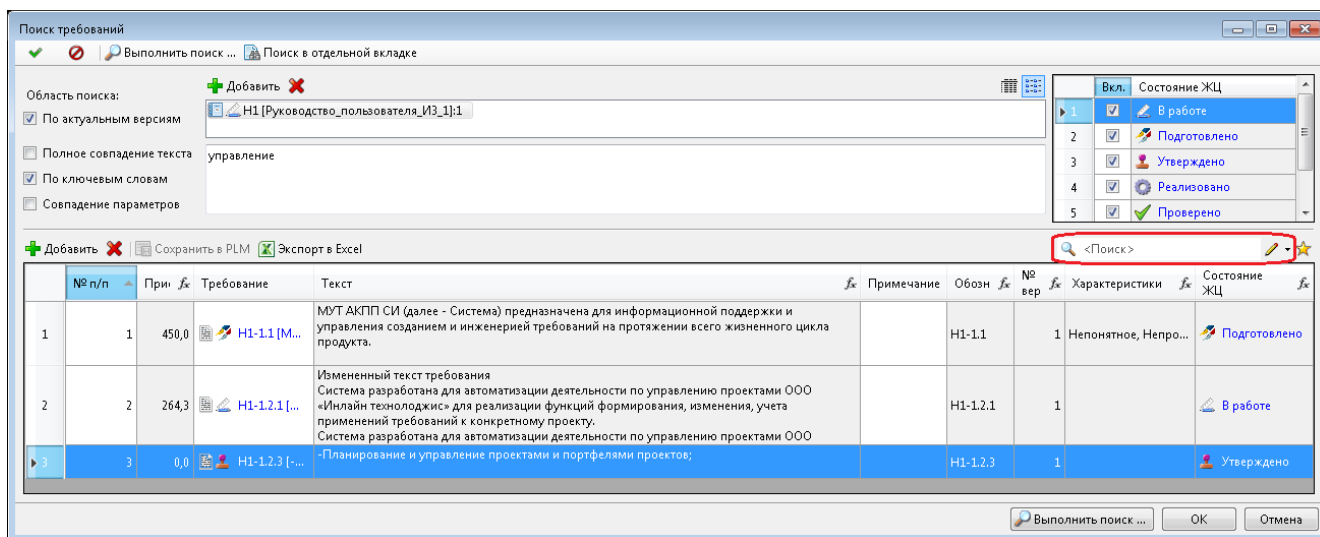 Поиск требований
Выполнить поиск ... Поиск в отдельной вкладке
Область поиска:
По актуальным версиям
Полное совпадение текста
По ключевым словам
Совпадение параметров
Добавить
Н1 [Руководство_пользователя_ИЗ_1]:1
управление
Вкл. Состояние ЖЦ
1 В работе
2 Подготовлено
3 Утверждено
4 Реализовано
5 Проверено
Добавить Сохранить в PLM Экспорт в Excel
<Поиск>
№ п/п При fx Требование Текст fx Примечание Обозн fx № вер fx Характеристики fx Состояние ЖЦ fx
1 1 450,0 Н1-1.1 [М... МУТ АКПП СИ (далее - Система) предназначена для информационной поддержки и
управления созданием и инженерией требований на протяжении всего жизненного цикла
продукта.
Н1-1.1 1 Непонятное, Непро... Подготовлено
2 2 264,3 Н1-1.2.1 [... Измененный текст требования
Система разработана для автоматизации деятельности по управлению проектами ООО
«Инлайн технолоджис» для реализации функций формирования, изменения, учета
применений требований к конкретному проекту.
Система разработана для автоматизации деятельности по управлению проектами ООО
Н1-1.2.1 1 В работе
3 3 0,0 Н1-1.2.3 [-... -Планирование и управление проектами и портфелями проектов; Н1-1.2.3 1 Утверждено
Выполнить поиск ... ОК Отмена